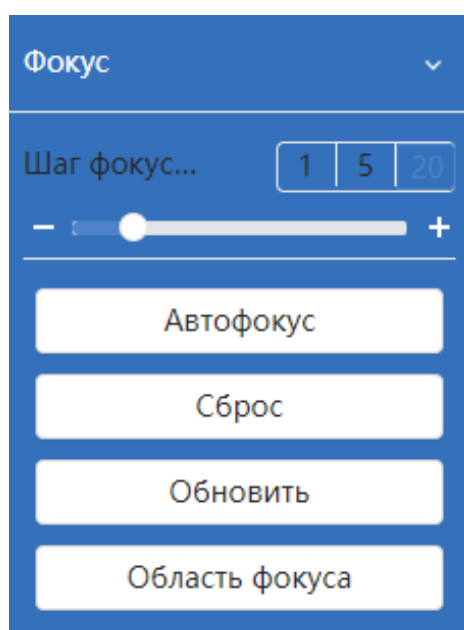 Фокус
Шаг фокус... 1 5 20
− +
Автофокус
Сброс
Обновить
Область фокуса